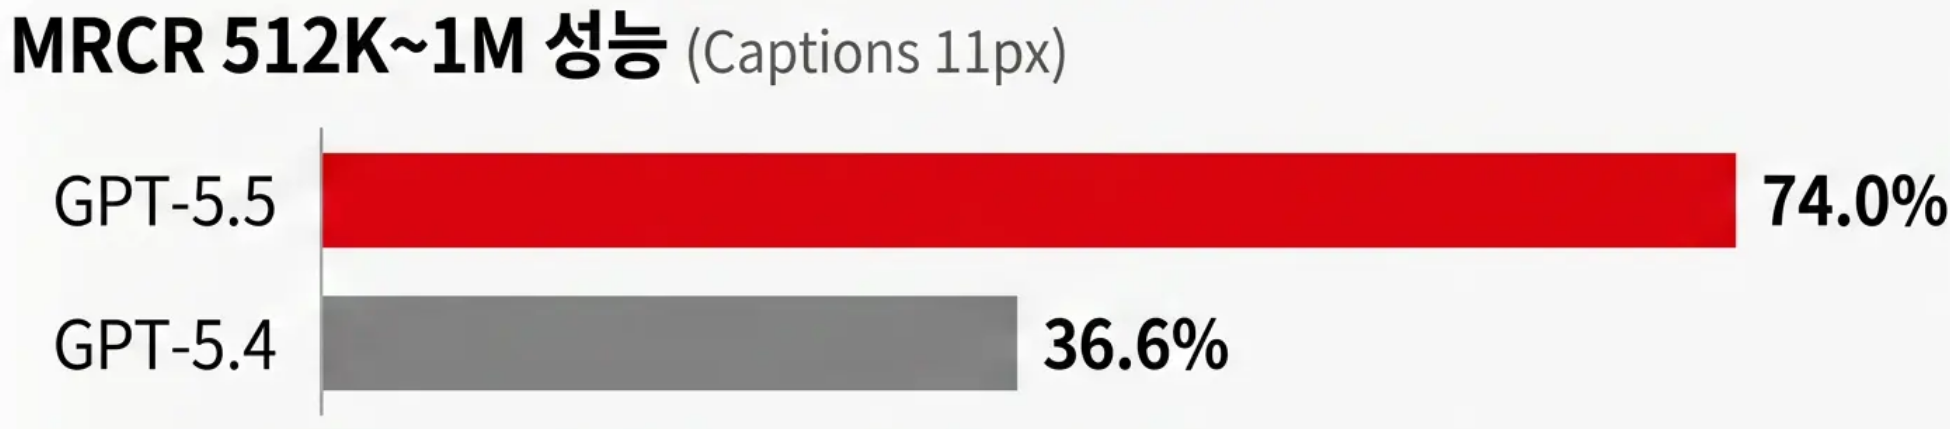 MRCR 512K~1M 성능 (Captions 11px)
GPT-5.5 74.0%
GPT-5.4 36.6%